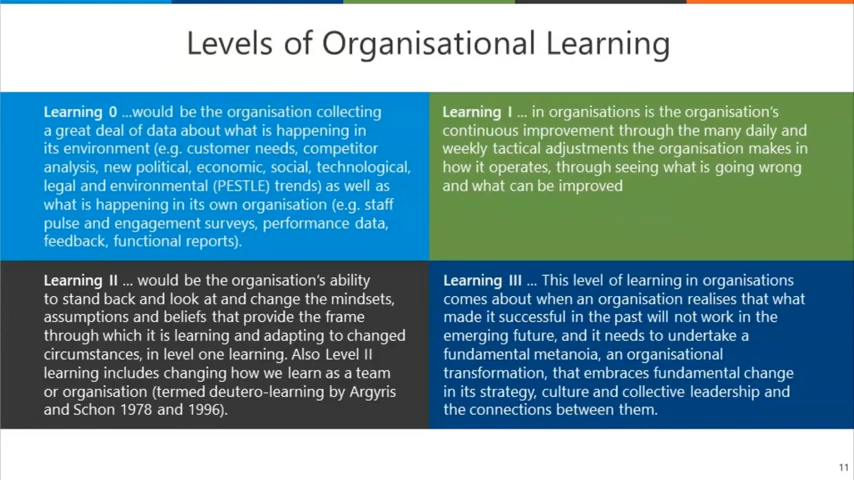 Levels of Organisational Learning
Learning 0 ...would be the organisation collecting
a great deal of data about what is happening in
its environment (e.g. customer needs, competitor
analysis, new political, economic, social, technological,
legal and environmental (PESTLE) trends) as well as
what is happening in its own organisation (e.g. staff
pulse and engagement surveys, performance data,
feedback, functional reports).
Learning I ... in organisations is the organisation's
continuous improvement through the many daily and
weekly tactical adjustments the organisation makes in
how it operates, through seeing what is going wrong
and what can be improved
Learning II ... would be the organisation's ability
to stand back and look at and change the mindsets,
assumptions and beliefs that provide the frame
through which it is learning and adapting to changed
circumstances, in level one learning. Also Level II
learning includes changing how we learn as a team
or organisation (termed deutero-learning by Argyris
and Schon 1978 and 1996).
Learning III ... This level of learning in organisations
comes about when an organisation realises that what
made it successful in the past will not work in the
emerging future, and it needs to undertake a
fundamental metanoia, an organisational
transformation, that embraces fundamental change
in its strategy, culture and collective leadership and
the connections between them.
11